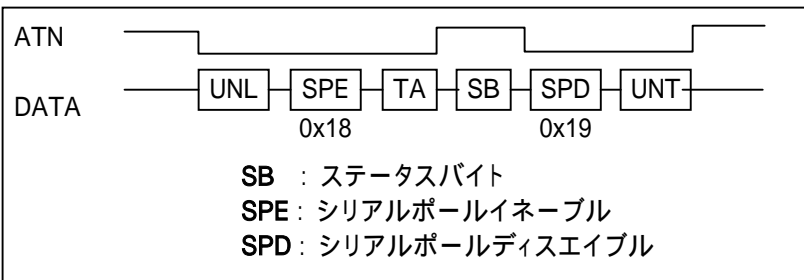 ATN
DATA UNL SPE TA SB SPD UNT
0x18 0x19
SB : ステータスバイト
SPE : シリアルポールイネーブル
SPD : シリアルポールディスエイブル